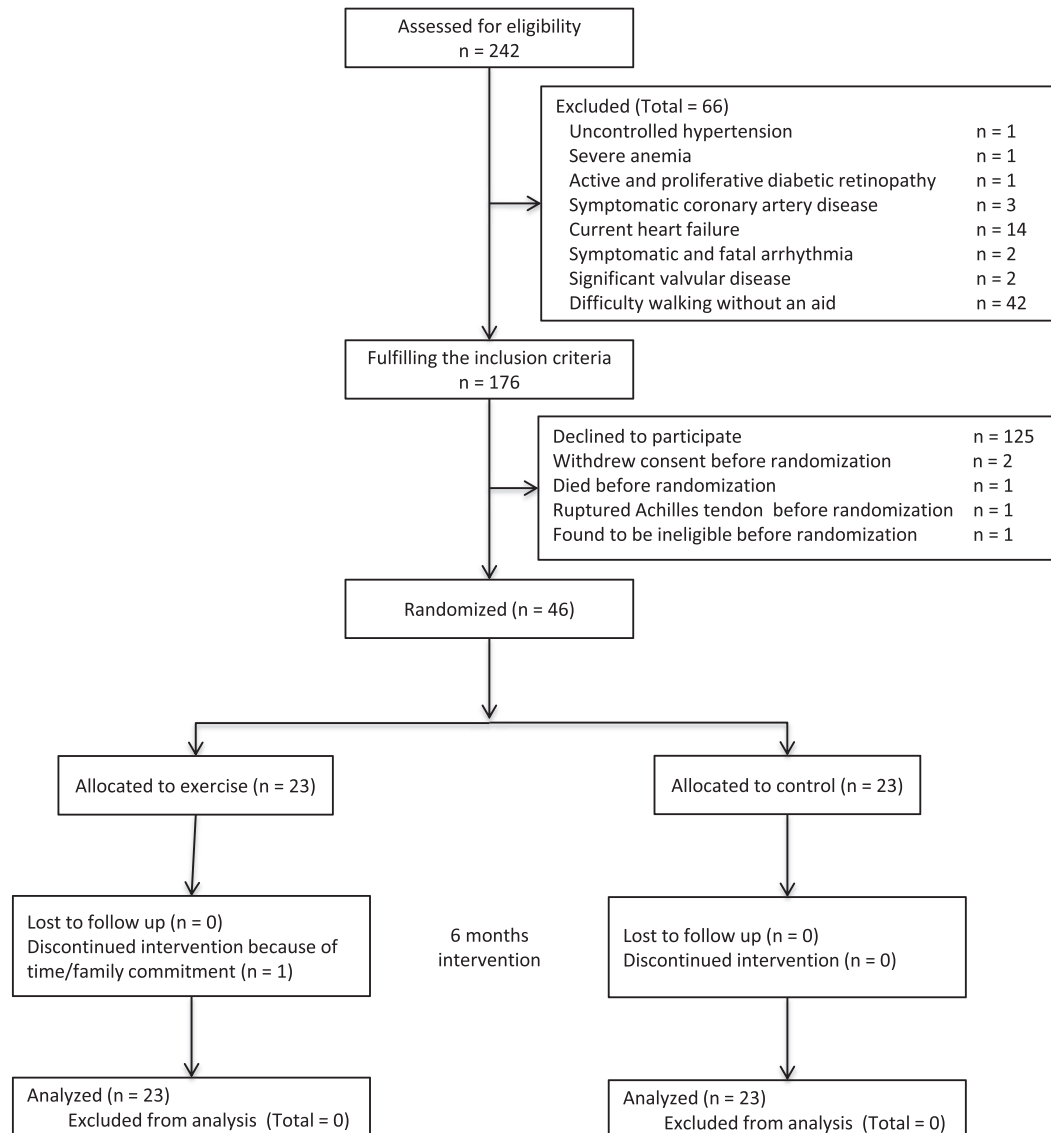 Assessed for eligibility
n = 242
Excluded (Total = 66)
Uncontrolled hypertension n = 1
Severe anemia n = 1
Active and proliferative diabetic retinopathy n = 1
Symptomatic coronary artery disease n = 3
Current heart failure n = 14
Symptomatic and fatal arrhythmia n = 2
Significant valvular disease n = 2
Difficulty walking without an aid n = 42
Fulfilling the inclusion criteria
n = 176
Declined to participate n = 125
Withdrew consent before randomization n = 2
Died before randomization n = 1
Ruptured Achilles tendon before randomization n = 1
Found to be ineligible before randomization n = 1
Randomized (n = 46)
Allocated to exercise (n = 23)
Allocated to control (n = 23)
Lost to follow up (n = 0)
Discontinued intervention because of
time/family commitment (n = 1)
6 months
intervention
Lost to follow up (n = 0)
Discontinued intervention (n = 0)
Analyzed (n = 23)
Excluded from analysis (Total = 0)
Analyzed (n = 23)
Excluded from analysis (Total = 0)